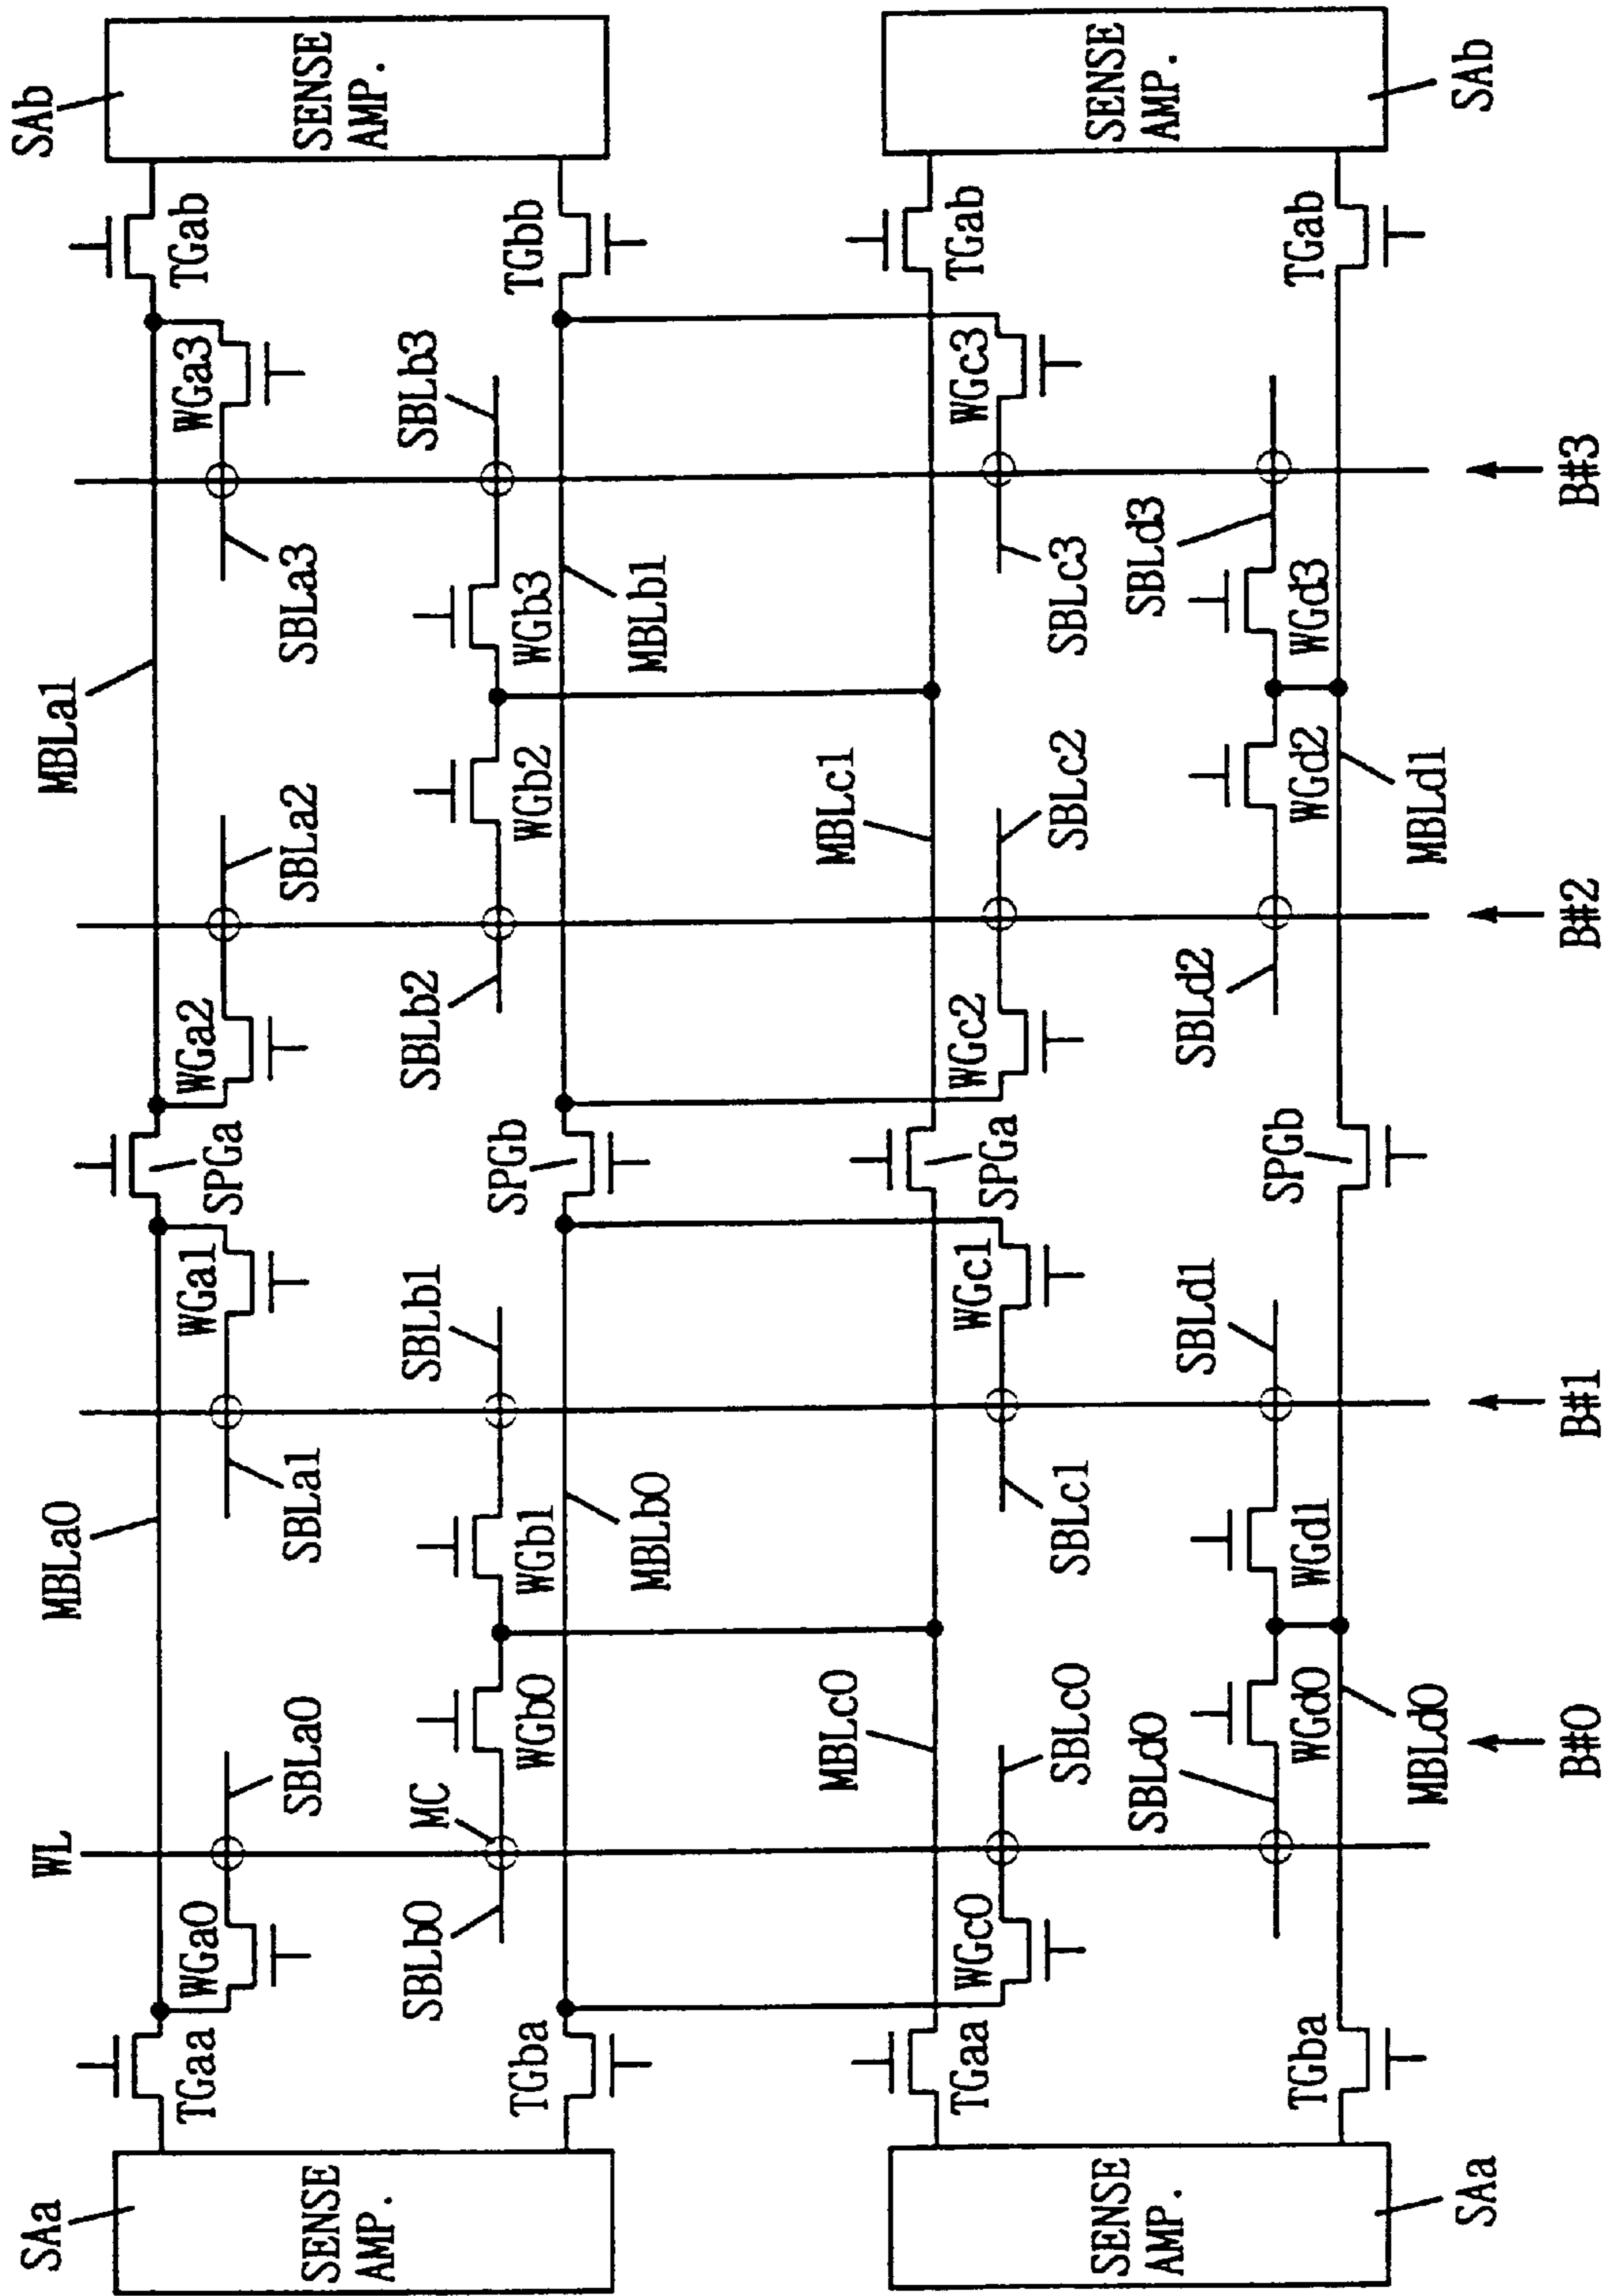 SAa
WL
MBLa0
MBLa1
SAb
TGaa
WGa0
WGa1
SPGa
WGa2
WGa3
TGab
SBLa0
SBLa1
SBLa2
SBLa3
SENSE
AMP.
SENSE
AMP.
SBLb0
MC
SBLb1
SBLb2
SBLb3
TGba
WGb0
WGb1
SPGb
WGb2
WGb3
TGbb
MBLb0
MBLb1
MBLc0
MBLc1
TGaa
WGc0
WGc1
SPGa
WGc2
WGc3
TGab
SBLc0
SBLc1
SBLc2
SBLc3
SENSE
AMP.
SENSE
AMP.
SBLd0
SBLd1
SBLd2
SBLd3
TGba
WGd0
WGd1
SPGb
WGd2
WGd3
TGab
MBLd0
MBLd1
SAa
SAb
B#0
B#1
B#2
B#3